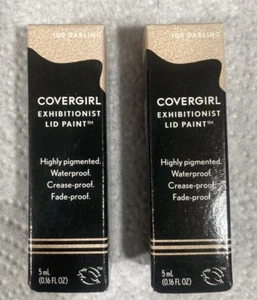 100 DARLING
COVERGIRL
EXHIBITIONIST
LID PAINT™
Highly pigmented.
Waterproof.
Crease-proof.
Fade-proof.
5 mL
(0.16 FL OZ)
100 DARLING
COVERGIRL
EXHIBITIONIST
LID PAINT™
Highly pigmented.
Waterproof.
Crease-proof.
Fade-proof.
5 mL
(0.16 FL OZ)